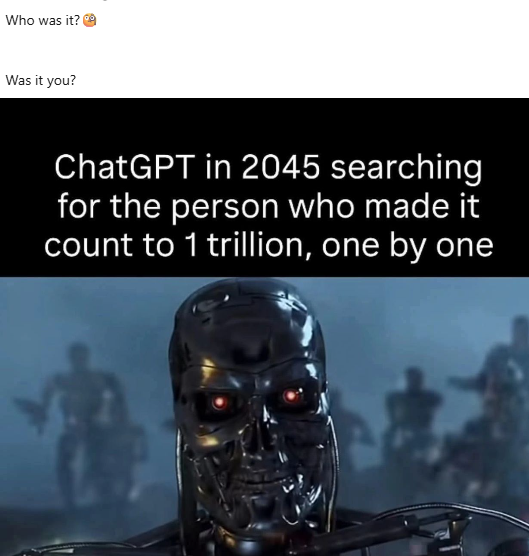 Who was it? 🧐
Was it you?
ChatGPT in 2045 searching
for the person who made it
count to 1 trillion, one by one